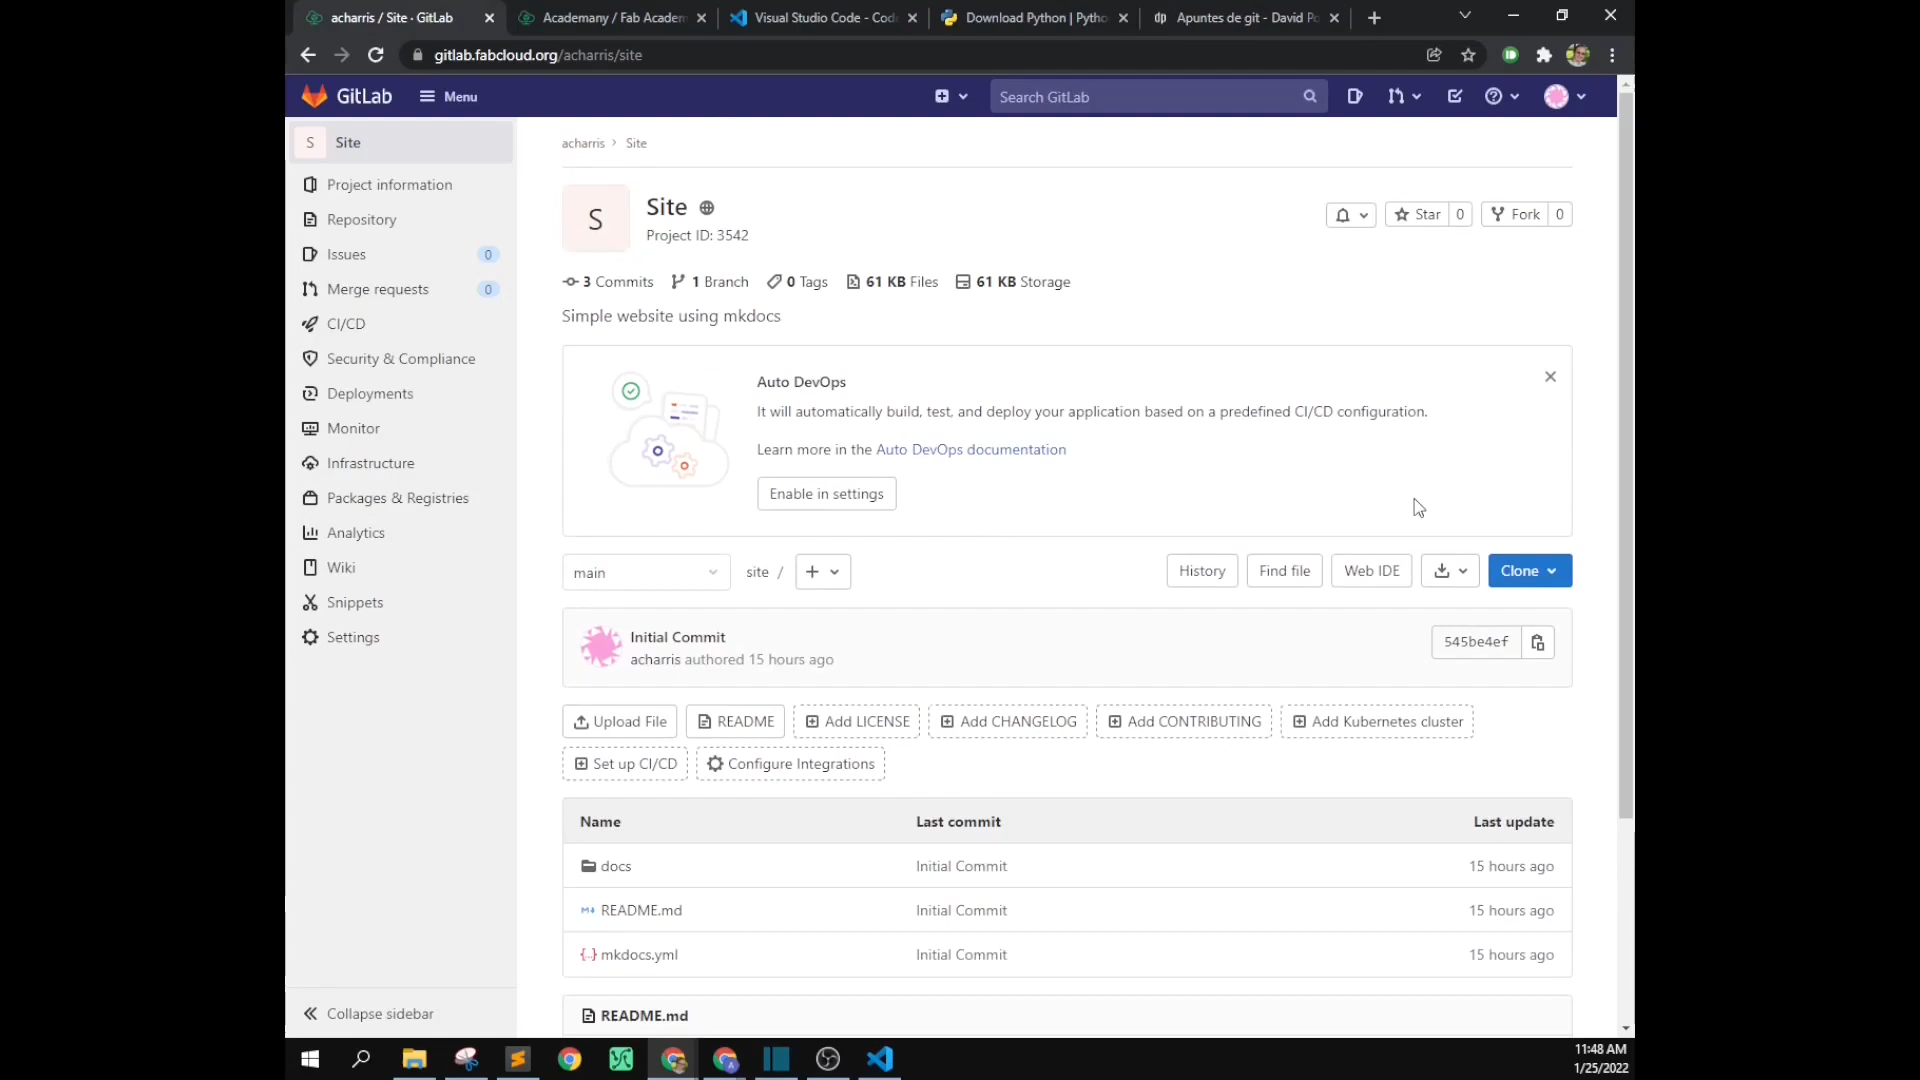 acharris / Site · GitLab
Academany / Fab Academ
Visual Studio Code - Cod
Download Python | Pytho
dp Apuntes de git - David Po
gitlab.fabcloud.org/acharris/site
GitLab
Menu
Search GitLab
S Site
Project information
Repository
Issues 0
Merge requests 0
CI/CD
Security & Compliance
Deployments
Monitor
Infrastructure
Packages & Registries
Analytics
Wiki
Snippets
Settings
Collapse sidebar
acharris > Site
S
Site
Project ID: 3542
Star 0
Fork 0
3 Commits 1 Branch 0 Tags 61 KB Files 61 KB Storage
Simple website using mkdocs
Auto DevOps
It will automatically build, test, and deploy your application based on a predefined CI/CD configuration.
Learn more in the Auto DevOps documentation
Enable in settings
main
site /
History
Find file
Web IDE
Clone
Initial Commit
acharris authored 15 hours ago
545be4ef
Upload File
README
Add LICENSE
Add CHANGELOG
Add CONTRIBUTING
Add Kubernetes cluster
Set up CI/CD
Configure Integrations
Name Last commit Last update
docs Initial Commit 15 hours ago
README.md Initial Commit 15 hours ago
mkdocs.yml Initial Commit 15 hours ago
README.md
11:48 AM
1/25/2022